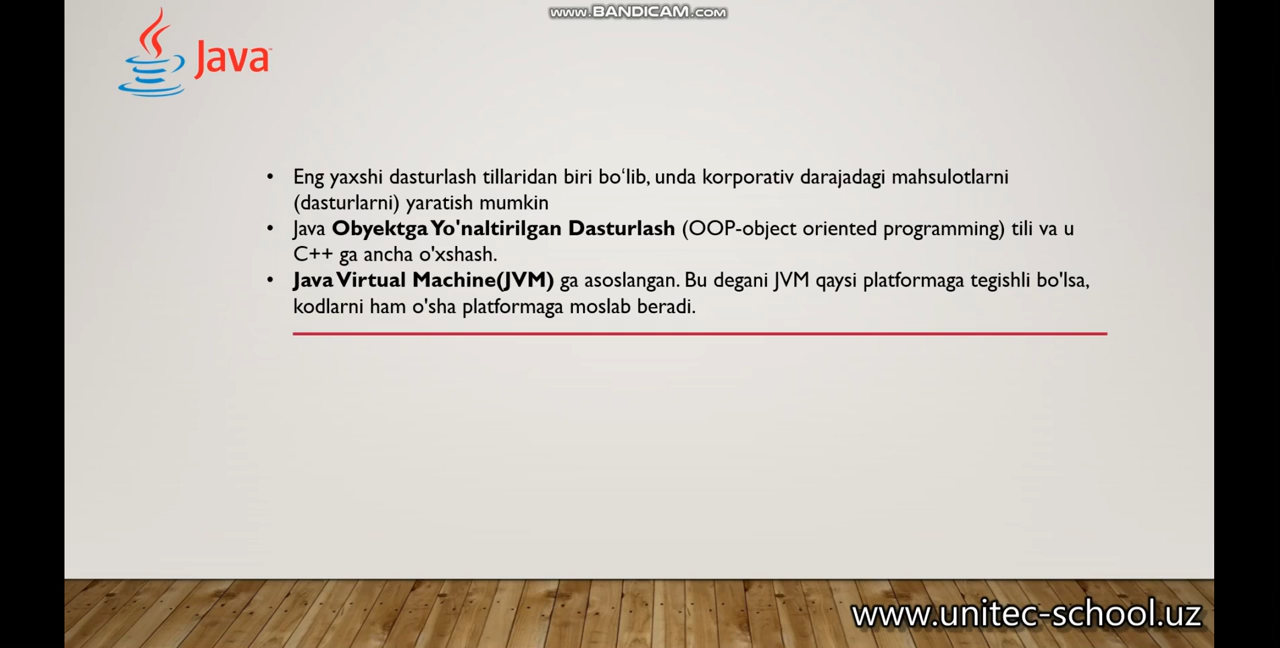 www.BANDICAM.com
Java
• Eng yaxshi dasturlash tillaridan biri bo‘lib, unda korporativ darajadagi mahsulotlarni
(dasturlarni) yaratish mumkin
• Java Obyektga Yo'naltirilgan Dasturlash (OOP-object oriented programming) tili va u
C++ ga ancha o'xshash.
• Java Virtual Machine(JVM) ga asoslangan. Bu degani JVM qaysi platformaga tegishli bo'lsa,
kodlarni ham o'sha platformaga moslab beradi.
www.unitec-school.uz